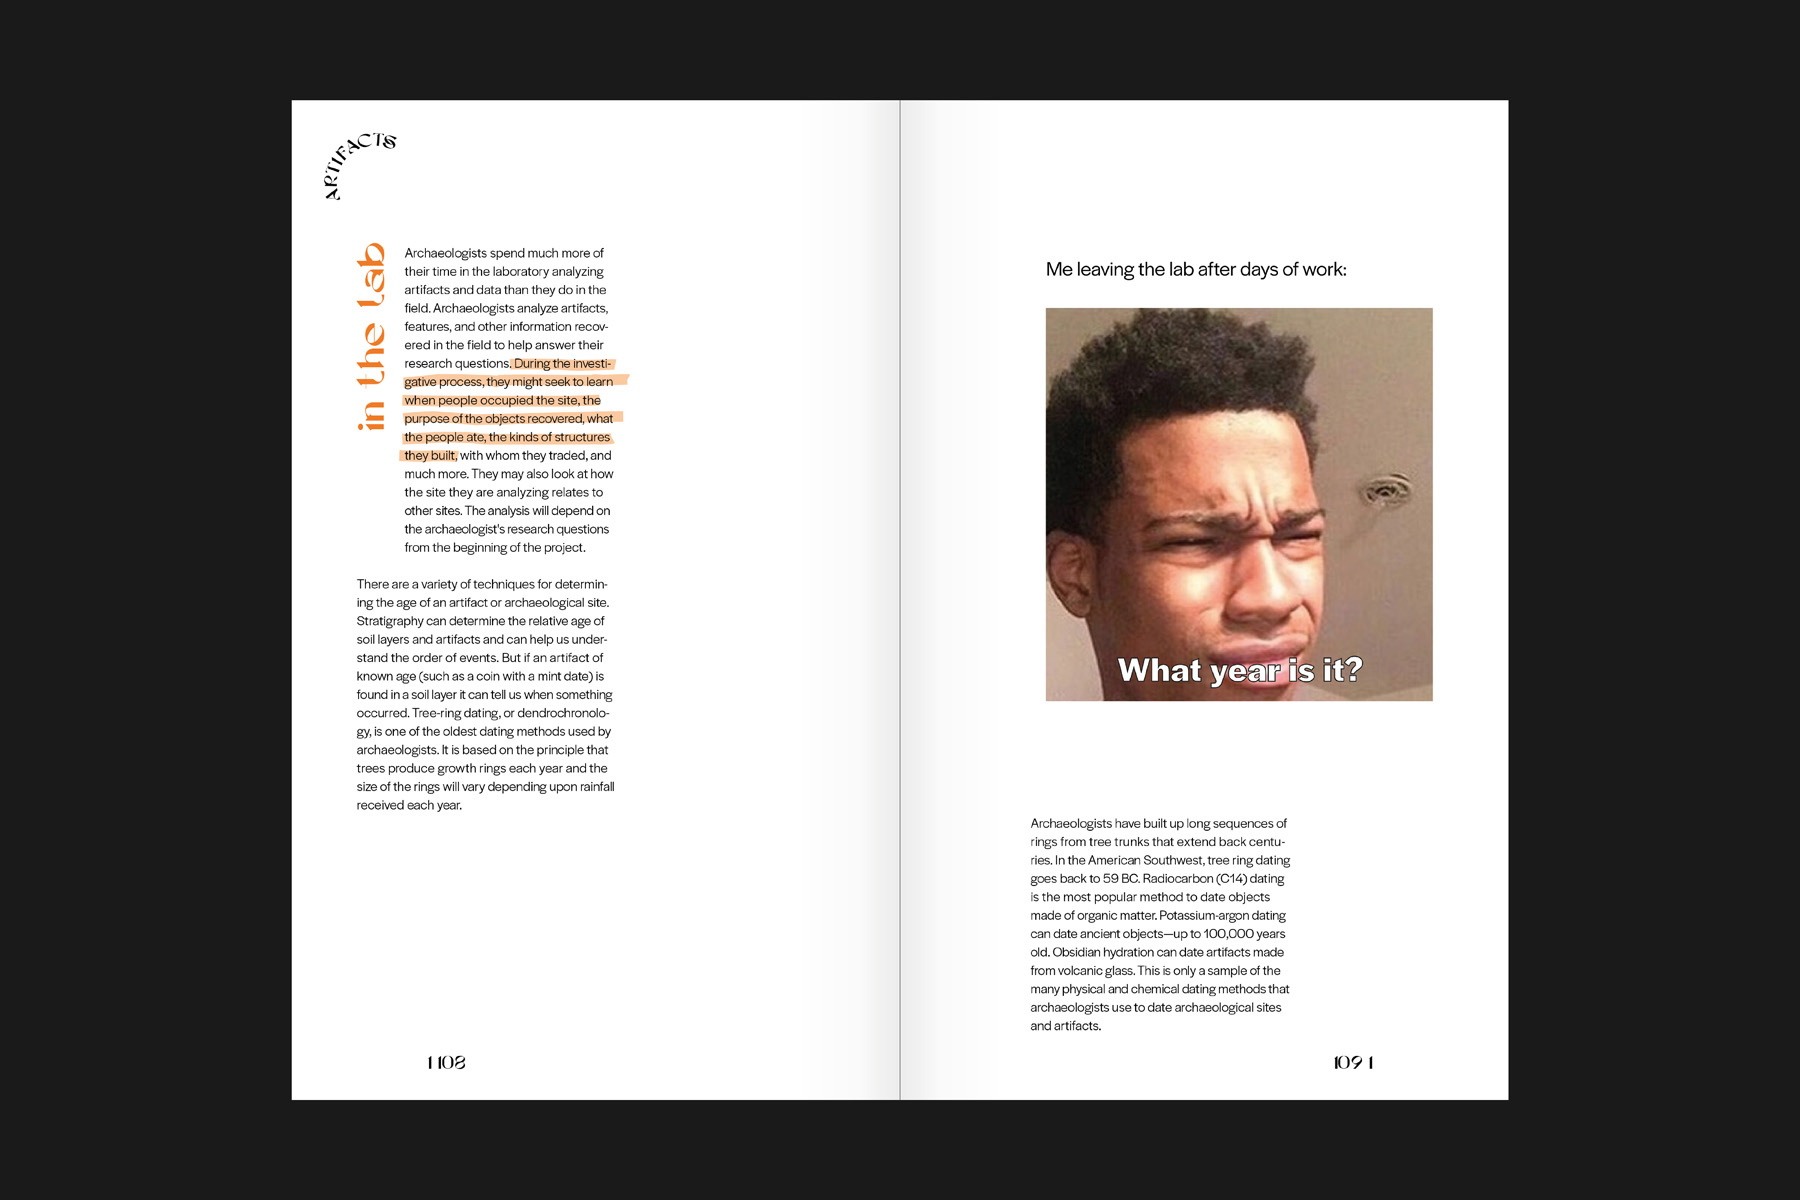 ARTIFACTS
in the lab
Archaeologists spend much more of
their time in the laboratory analyzing
artifacts and data than they do in the
field. Archaeologists analyze artifacts,
features, and other information recov-
ered in the field to help answer their
research questions. During the investi-
gative process, they might seek to learn
when people occupied the site, the
purpose of the objects recovered, what
the people ate, the kinds of structures
they built, with whom they traded, and
much more. They may also look at how
the site they are analyzing relates to
other sites. The analysis will depend on
the archaeologist's research questions
from the beginning of the project.
There are a variety of techniques for determin-
ing the age of an artifact or archaeological site.
Stratigraphy can determine the relative age of
soil layers and artifacts and can help us under-
stand the order of events. But if an artifact of
known age (such as a coin with a mint date) is
found in a soil layer it can tell us when something
occurred. Tree-ring dating, or dendrochronolo-
gy, is one of the oldest dating methods used by
archaeologists. It is based on the principle that
trees produce growth rings each year and the
size of the rings will vary depending upon rainfall
received each year.
1108
Me leaving the lab after days of work:
What year is it?
Archaeologists have built up long sequences of
rings from tree trunks that extend back centu-
ries. In the American Southwest, tree ring dating
goes back to 59 BC. Radiocarbon (C14) dating
is the most popular method to date objects
made of organic matter. Potassium-argon dating
can date ancient objects—up to 100,000 years
old. Obsidian hydration can date artifacts made
from volcanic glass. This is only a sample of the
many physical and chemical dating methods that
archaeologists use to date archaeological sites
and artifacts.
1091